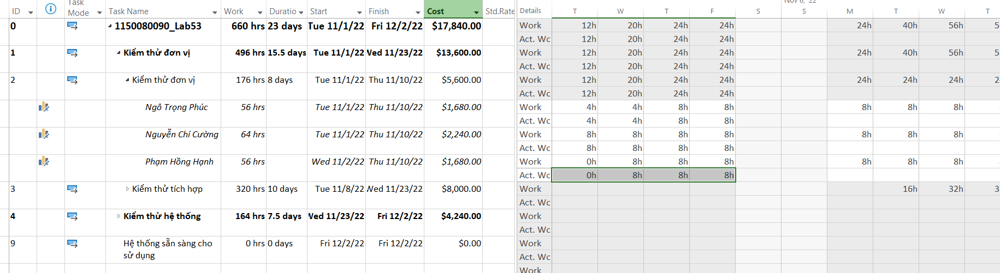 Nov 6, '22
ID Task Mode Task Name Work Duratio Start Finish Cost Std.Rate Details T W T F S S M T W T
0 1150080090_Lab53 660 hrs 23 days Tue 11/1/22 Fri 12/2/22 $17,840.00 Work 12h 20h 24h 24h 24h 40h 56h 5
Act. Wc 12h 20h 24h 24h
1 Kiểm thử đơn vị 496 hrs 15.5 days Tue 11/1/22 Wed 11/23/22 $13,600.00 Work 12h 20h 24h 24h 24h 40h 56h 5
Act. Wc 12h 20h 24h 24h
2 Kiểm thử đơn vị 176 hrs 8 days Tue 11/1/22 Thu 11/10/22 $5,600.00 Work 12h 20h 24h 24h 24h 24h 24h 24
Act. Wc 12h 20h 24h 24h
Ngô Trọng Phúc 56 hrs Tue 11/1/22 Thu 11/10/22 $1,680.00 Work 4h 4h 8h 8h 8h 8h 8h
Act. Wc 4h 4h 8h 8h
Nguyễn Chí Cường 64 hrs Tue 11/1/22 Thu 11/10/22 $2,240.00 Work 8h 8h 8h 8h 8h 8h 8h
Act. Wc 8h 8h 8h 8h
Phạm Hồng Hạnh 56 hrs Wed 11/2/22 Thu 11/10/22 $1,680.00 Work 0h 8h 8h 8h 8h 8h 8h
Act. Wc 0h 8h 8h 8h
3 Kiểm thử tích hợp 320 hrs 10 days Tue 11/8/22 Wed 11/23/22 $8,000.00 Work 16h 32h 3
Act. Wc
4 Kiểm thử hệ thống 164 hrs 7.5 days Wed 11/23/22 Fri 12/2/22 $4,240.00 Work
Act. Wc
9 Hệ thống sẵn sàng cho 0 hrs 0 days Fri 12/2/22 Fri 12/2/22 $0.00 Work
sử dụng Act. Wc
Work